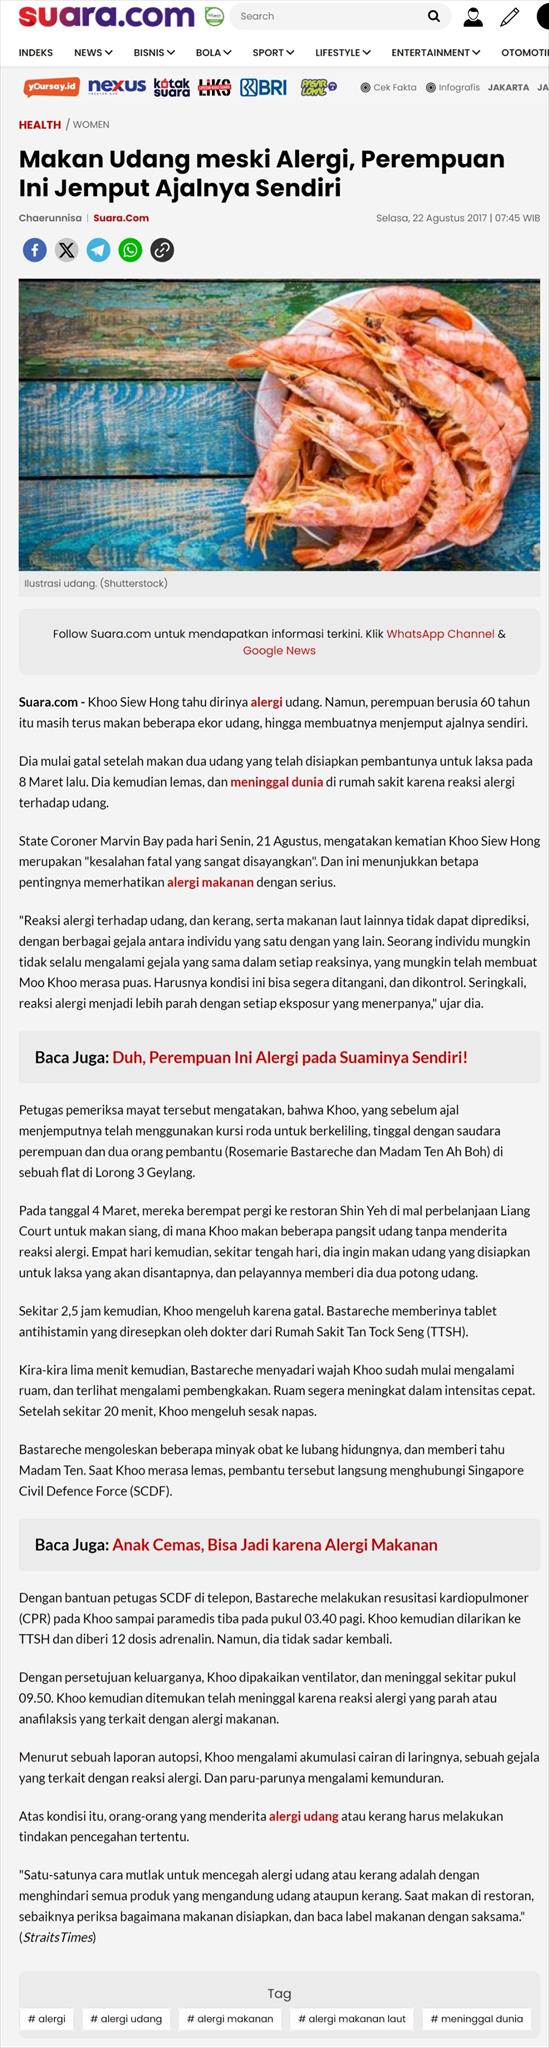 suara.com
Search
INDEKS NEWS BISNIS BOLA SPORT LIFESTYLE ENTERTAINMENT OTOMOTI
yOursay.id nexus kotak suara LIKS BRI
Cek Fakta Infografis JAKARTA JA
HEALTH / WOMEN
Makan Udang meski Alergi, Perempuan
Ini Jemput Ajalnya Sendiri
Chaerunnisa | Suara.Com
Selasa, 22 Agustus 2017 | 07:45 WIB
Ilustrasi udang. (Shutterstock)
Follow Suara.com untuk mendapatkan informasi terkini. Klik WhatsApp Channel &
Google News
Suara.com - Khoo Siew Hong tahu dirinya alergi udang. Namun, perempuan berusia 60 tahun
itu masih terus makan beberapa ekor udang, hingga membuatnya menjemput ajalnya sendiri.
Dia mulai gatal setelah makan dua udang yang telah disiapkan pembantunya untuk laksa pada
8 Maret lalu. Dia kemudian lemas, dan meninggal dunia di rumah sakit karena reaksi alergi
terhadap udang.
State Coroner Marvin Bay pada hari Senin, 21 Agustus, mengatakan kematian Khoo Siew Hong
merupakan "kesalahan fatal yang sangat disayangkan". Dan ini menunjukkan betapa
pentingnya memerhatikan alergi makanan dengan serius.
"Reaksi alergi terhadap udang, dan kerang, serta makanan laut lainnya tidak dapat diprediksi,
dengan berbagai gejala antara individu yang satu dengan yang lain. Seorang individu mungkin
tidak selalu mengalami gejala yang sama dalam setiap reaksinya, yang mungkin telah membuat
Moo Khoo merasa puas. Harusnya kondisi ini bisa segera ditangani, dan dikontrol. Seringkali,
reaksi alergi menjadi lebih parah dengan setiap eksposur yang menerpanya," ujar dia.
Baca Juga: Duh, Perempuan Ini Alergi pada Suaminya Sendiri!
Petugas pemeriksa mayat tersebut mengatakan, bahwa Khoo, yang sebelum ajal
menjemputnya telah menggunakan kursi roda untuk berkeliling, tinggal dengan saudara
perempuan dan dua orang pembantu (Rosemarie Bastareche dan Madam Ten Ah Boh) di
sebuah flat di Lorong 3 Geylang.
Pada tanggal 4 Maret, mereka berempat pergi ke restoran Shin Yeh di mal perbelanjaan Liang
Court untuk makan siang, di mana Khoo makan beberapa pangsit udang tanpa menderita
reaksi alergi. Empat hari kemudian, sekitar tengah hari, dia ingin makan udang yang disiapkan
untuk laksa yang akan disantapnya, dan pelayannya memberi dia dua potong udang.
Sekitar 2,5 jam kemudian, Khoo mengeluh karena gatal. Bastareche memberinya tablet
antihistamin yang diresepkan oleh dokter dari Rumah Sakit Tan Tock Seng (TTSH).
Kira-kira lima menit kemudian, Bastareche menyadari wajah Khoo sudah mulai mengalami
ruam, dan terlihat mengalami pembengkakan. Ruam segera meningkat dalam intensitas cepat.
Setelah sekitar 20 menit, Khoo mengeluh sesak napas.
Bastareche mengoleskan beberapa minyak obat ke lubang hidungnya, dan memberi tahu
Madam Ten. Saat Khoo merasa lemas, pembantu tersebut langsung menghubungi Singapore
Civil Defence Force (SCDF).
Baca Juga: Anak Cemas, Bisa Jadi karena Alergi Makanan
Dengan bantuan petugas SCDF di telepon, Bastareche melakukan resusitasi kardiopulmoner
(CPR) pada Khoo sampai paramedis tiba pada pukul 03.40 pagi. Khoo kemudian dilarikan ke
TTSH dan diberi 12 dosis adrenalin. Namun, dia tidak sadar kembali.
Dengan persetujuan keluarganya, Khoo dipakaikan ventilator, dan meninggal sekitar pukul
09.50. Khoo kemudian ditemukan telah meninggal karena reaksi alergi yang parah atau
anafilaksis yang terkait dengan alergi makanan.
Menurut sebuah laporan autopsi, Khoo mengalami akumulasi cairan di laringnya, sebuah gejala
yang terkait dengan reaksi alergi. Dan paru-parunya mengalami kemunduran.
Atas kondisi itu, orang-orang yang menderita alergi udang atau kerang harus melakukan
tindakan pencegahan tertentu.
"Satu-satunya cara mutlak untuk mencegah alergi udang atau kerang adalah dengan
menghindari semua produk yang mengandung udang ataupun kerang. Saat makan di restoran,
sebaiknya periksa bagaimana makanan disiapkan, dan baca label makanan dengan saksama."
(StraitsTimes)
Tag
# alergi # alergi udang # alergi makanan # alergi makanan laut # meninggal dunia